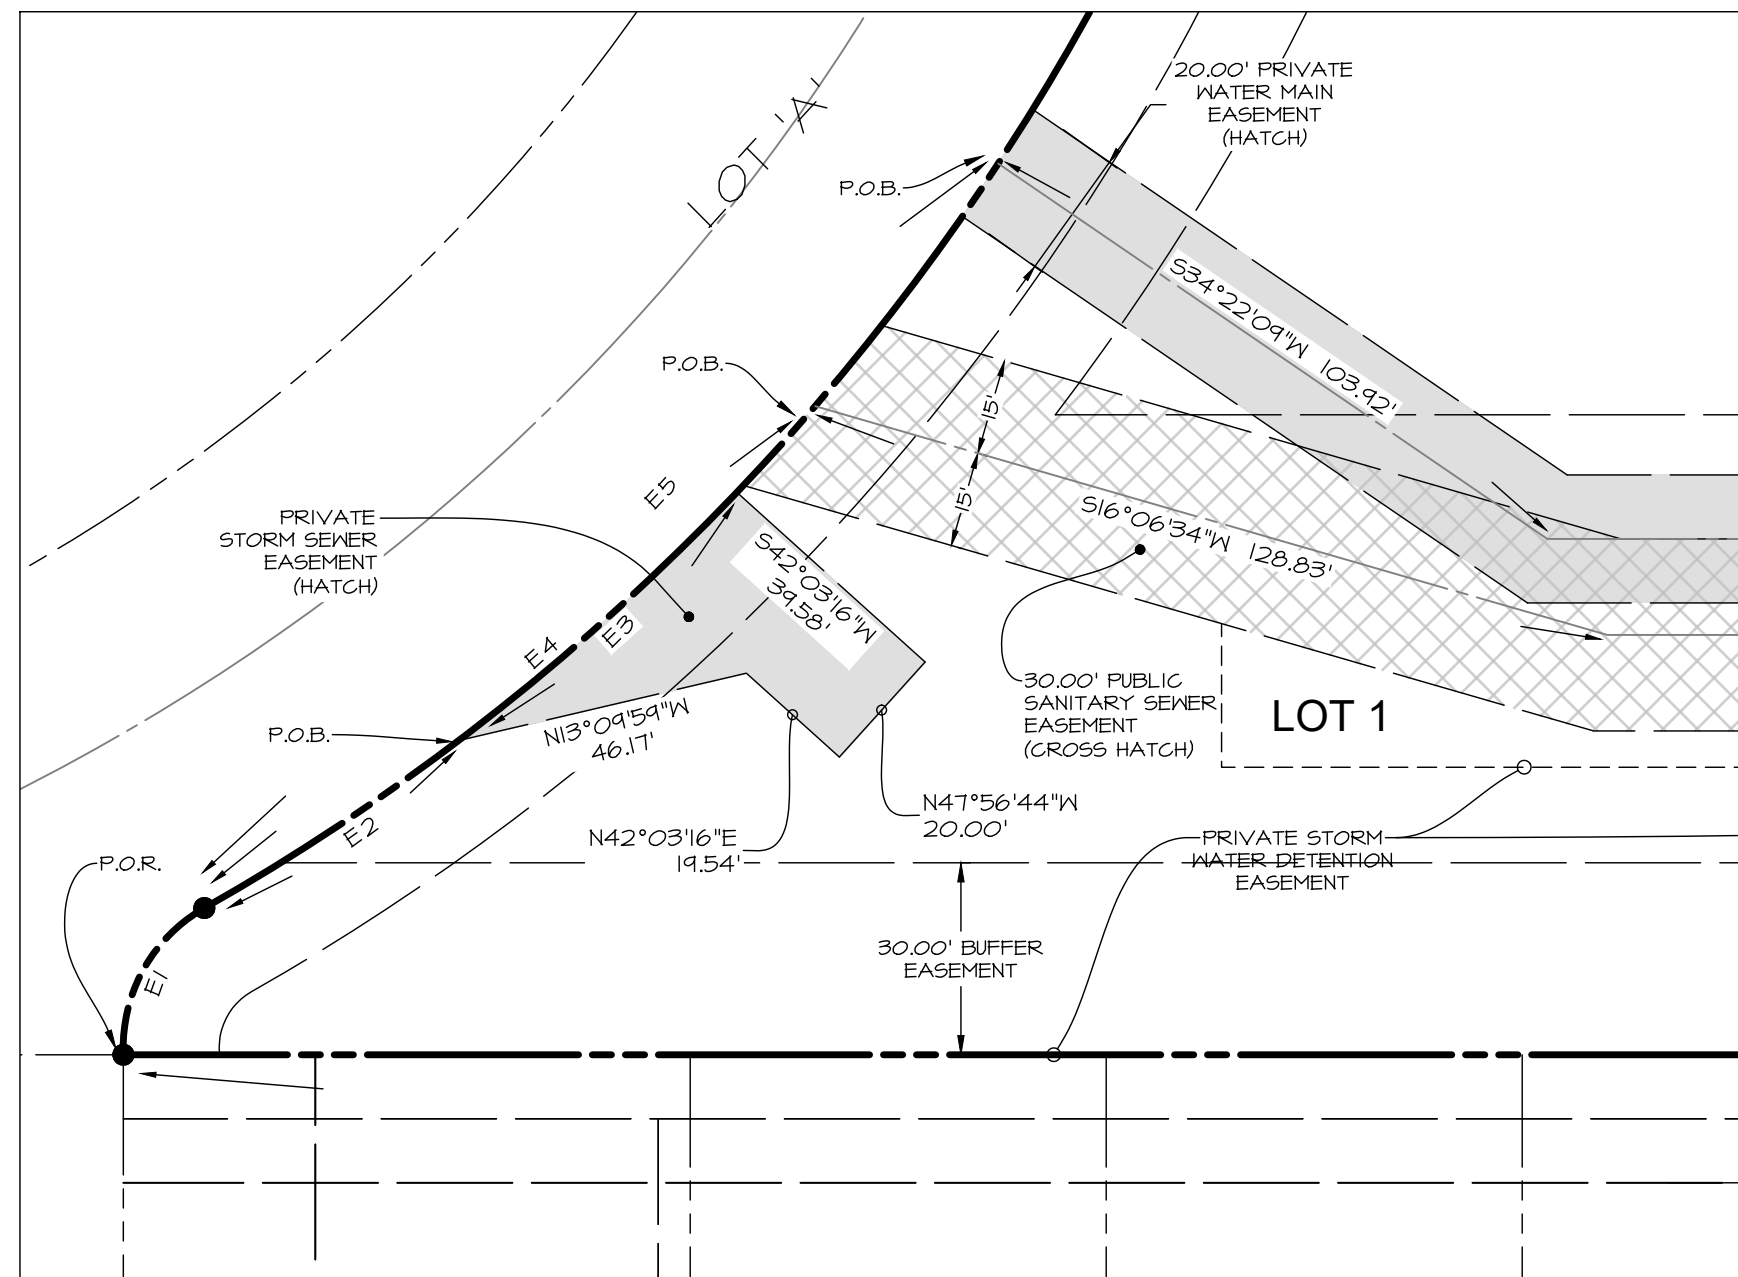 LOT 'A'
20.00' PRIVATE
WATER MAIN
EASEMENT
(HATCH)
P.O.B.
S34°22'09"W 103.92'
P.O.B.
15'
15'
E5
S16°06'34"W 128.83'
PRIVATE
STORM SEWER
EASEMENT
(HATCH)
S42°03'16"W
39.58'
E3
E4
30.00' PUBLIC
SANITARY SEWER
EASEMENT
(CROSS HATCH)
LOT 1
P.O.B.
N13°09'59"W
46.17'
N47°56'44"W
20.00'
N42°03'16"E
19.54'
E2
PRIVATE STORM
WATER DETENTION
EASEMENT
P.O.R.
30.00' BUFFER
EASEMENT
E1